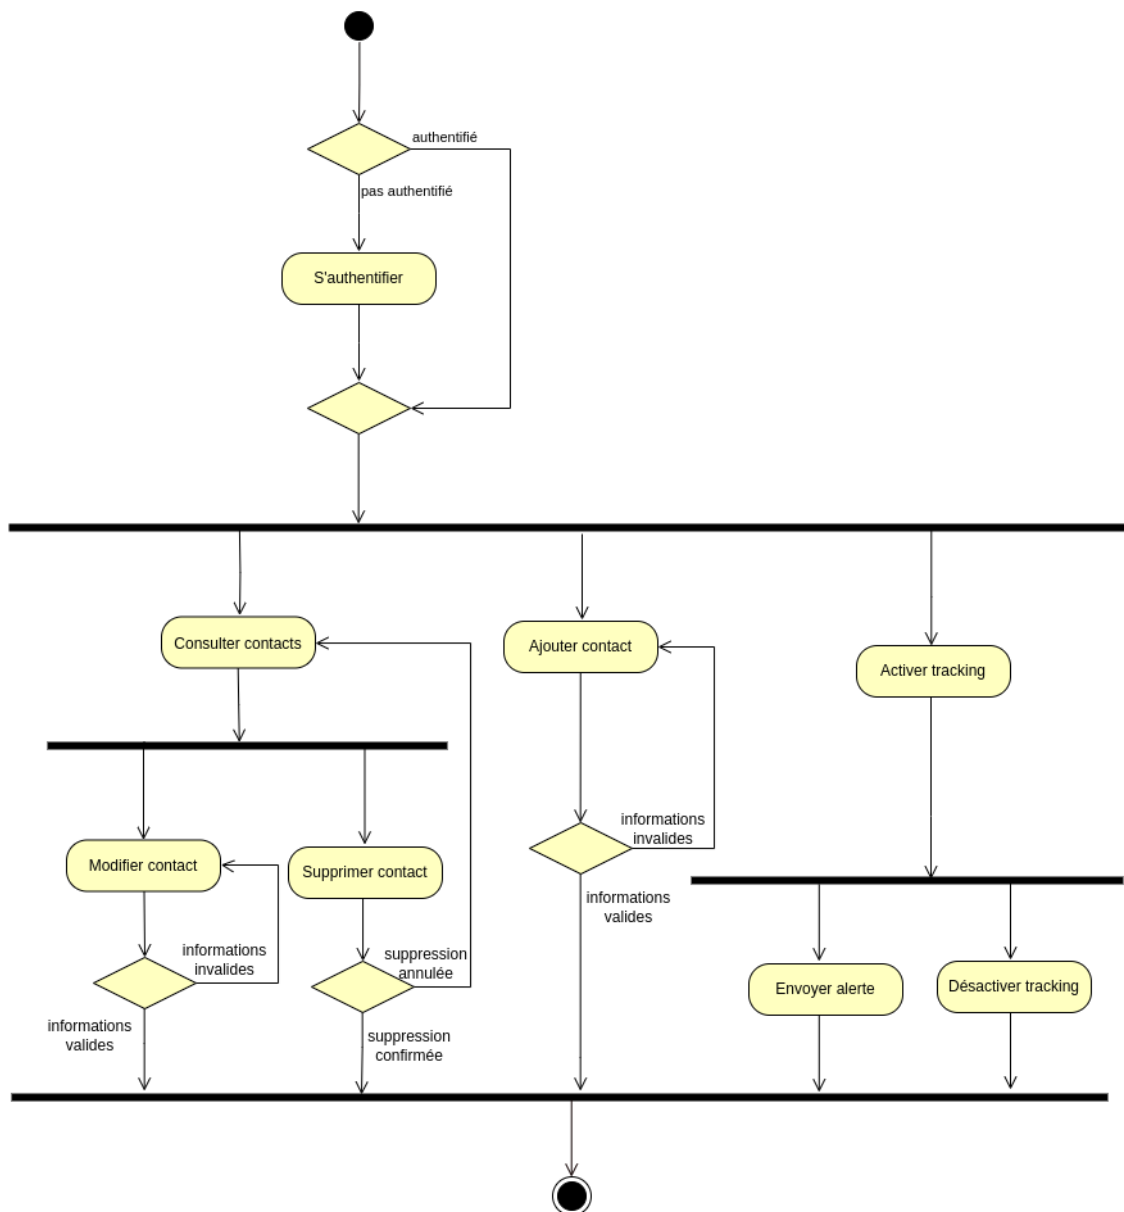 authentifié
pas authentifié
S'authentifier
Consulter contacts
Ajouter contact
Activer tracking
informations
invalides
Modifier contact
Supprimer contact
informations
valides
informations
invalides
suppression
annulée
Envoyer alerte
Désactiver tracking
informations
valides
suppression
confirmée